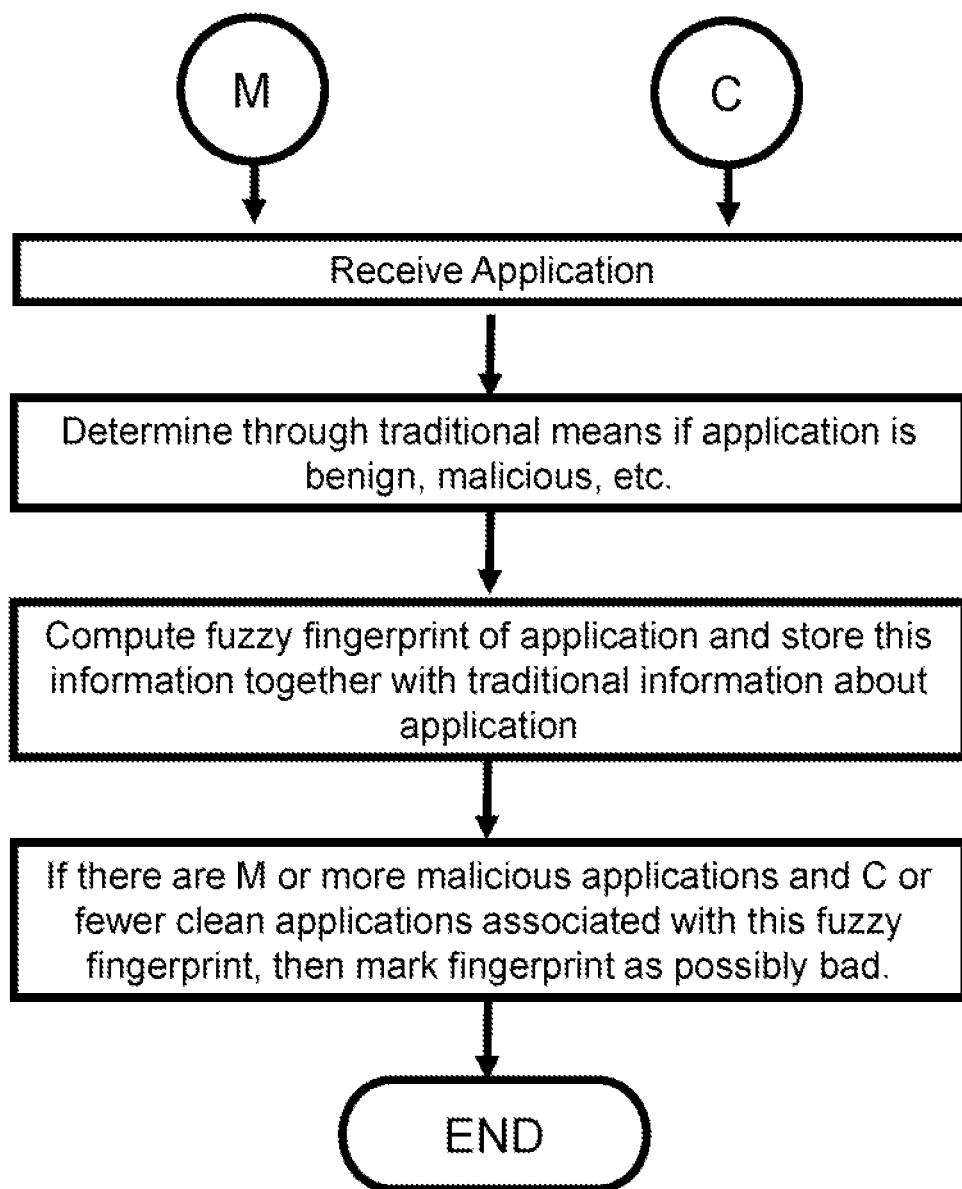 M
C
Receive Application
Determine through traditional means if application is
benign, malicious, etc.
Compute fuzzy fingerprint of application and store this
information together with traditional information about
application
If there are M or more malicious applications and C or
fewer clean applications associated with this fuzzy
fingerprint, then mark fingerprint as possibly bad.
END